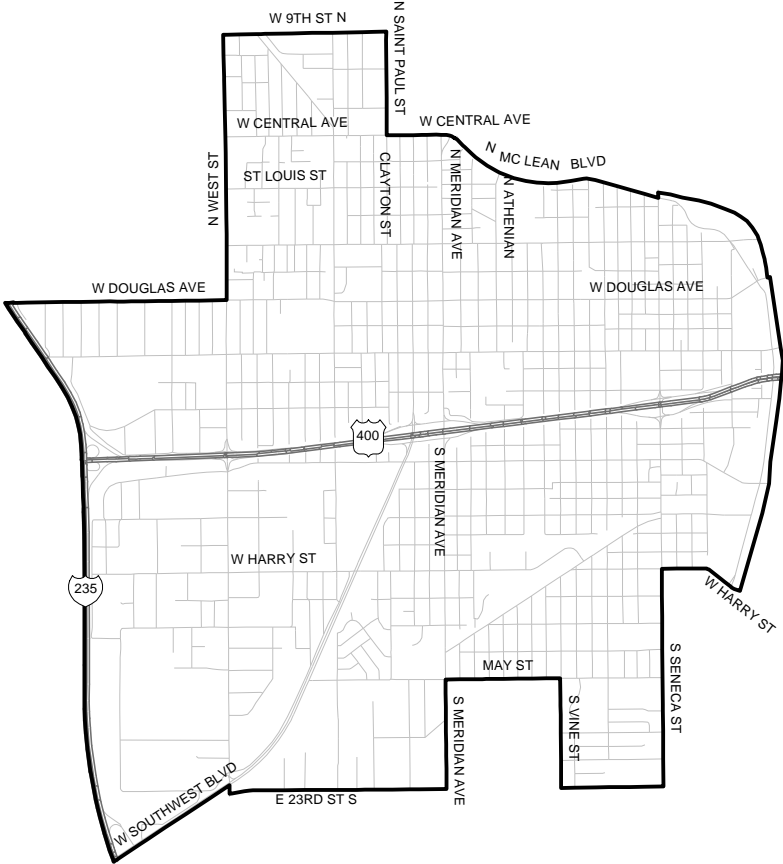 W 9TH ST N
N SAINT PAUL ST
W CENTRAL AVE
W CENTRAL AVE
N MC LEAN BLVD
ST LOUIS ST
N WEST ST
CLAYTON ST
N MERIDIAN AVE
N ATHENIAN
W DOUGLAS AVE
W DOUGLAS AVE
400
S MERIDIAN AVE
W HARRY ST
235
W HARRY ST
MAY ST
S SENECA ST
S MERIDIAN AVE
S VINE ST
W SOUTHWEST BLVD
E 23RD ST S